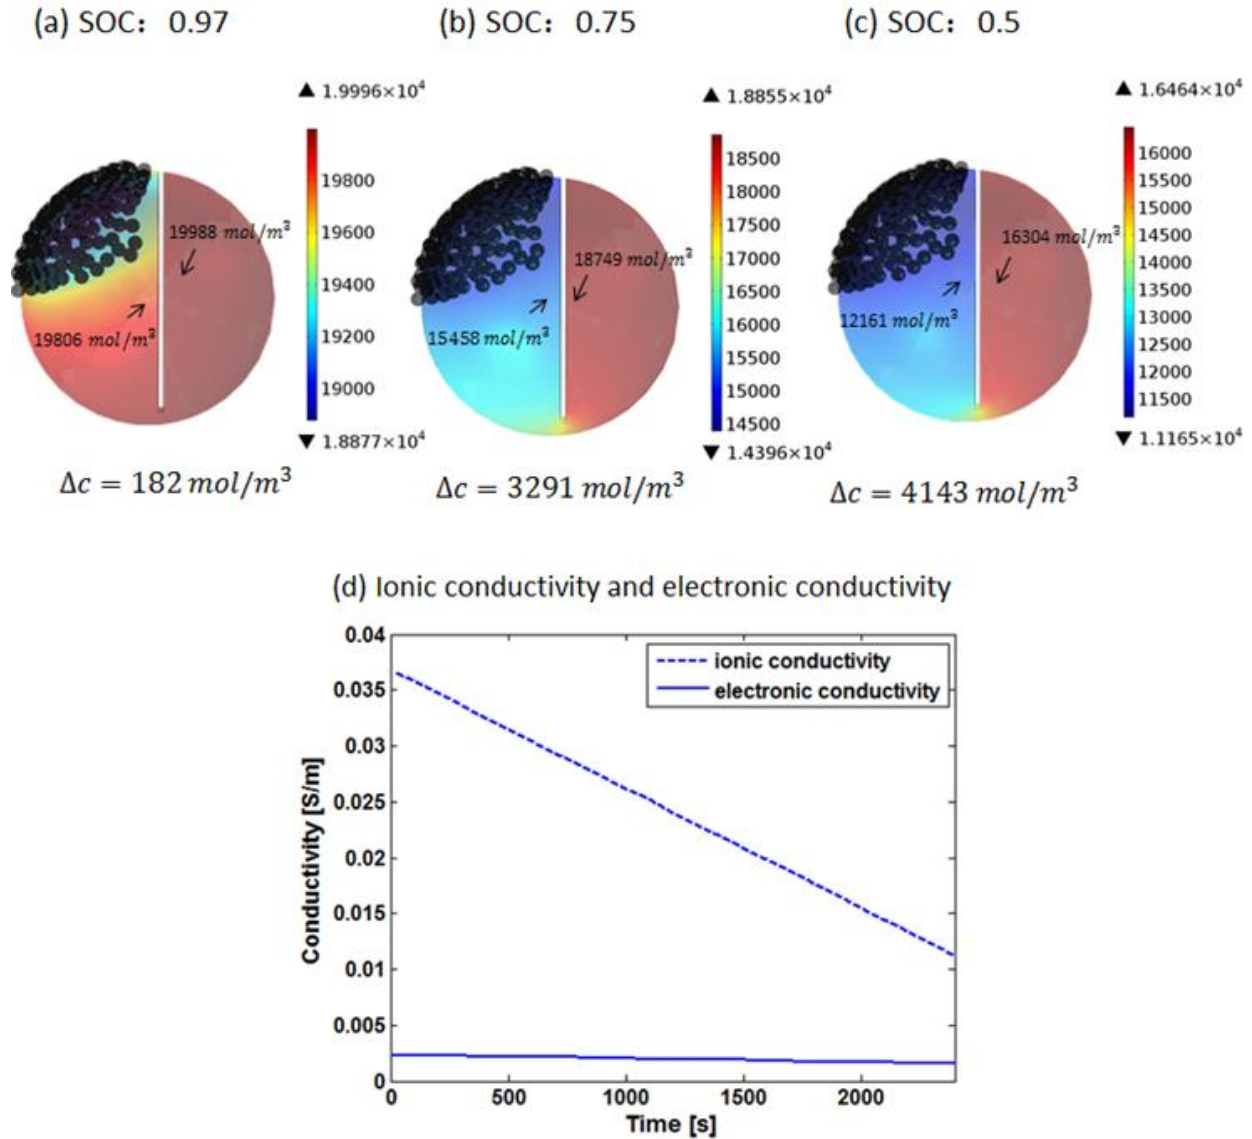 (a) SOC：0.97
(b) SOC：0.75
(c) SOC：0.5
▲ 1.9996×10⁴
19800
19600
19400
19200
19000
▼ 1.8877×10⁴
19988 mol/m³
19806 mol/m³
Δc = 182 mol/m³
▲ 1.8855×10⁴
18500
18000
17500
17000
16500
16000
15500
15000
14500
▼ 1.4396×10⁴
18749 mol/m³
15458 mol/m³
Δc = 3291 mol/m³
▲ 1.6464×10⁴
16000
15500
15000
14500
14000
13500
13000
12500
12000
11500
▼ 1.1165×10⁴
16304 mol/m³
12161 mol/m³
Δc = 4143 mol/m³
(d) Ionic conductivity and electronic conductivity
0.04
0.035
0.03
0.025
0.02
0.015
0.01
0.005
0
Conductivity [S/m]
ionic conductivity
electronic conductivity
0
500
1000
1500
2000
Time [s]